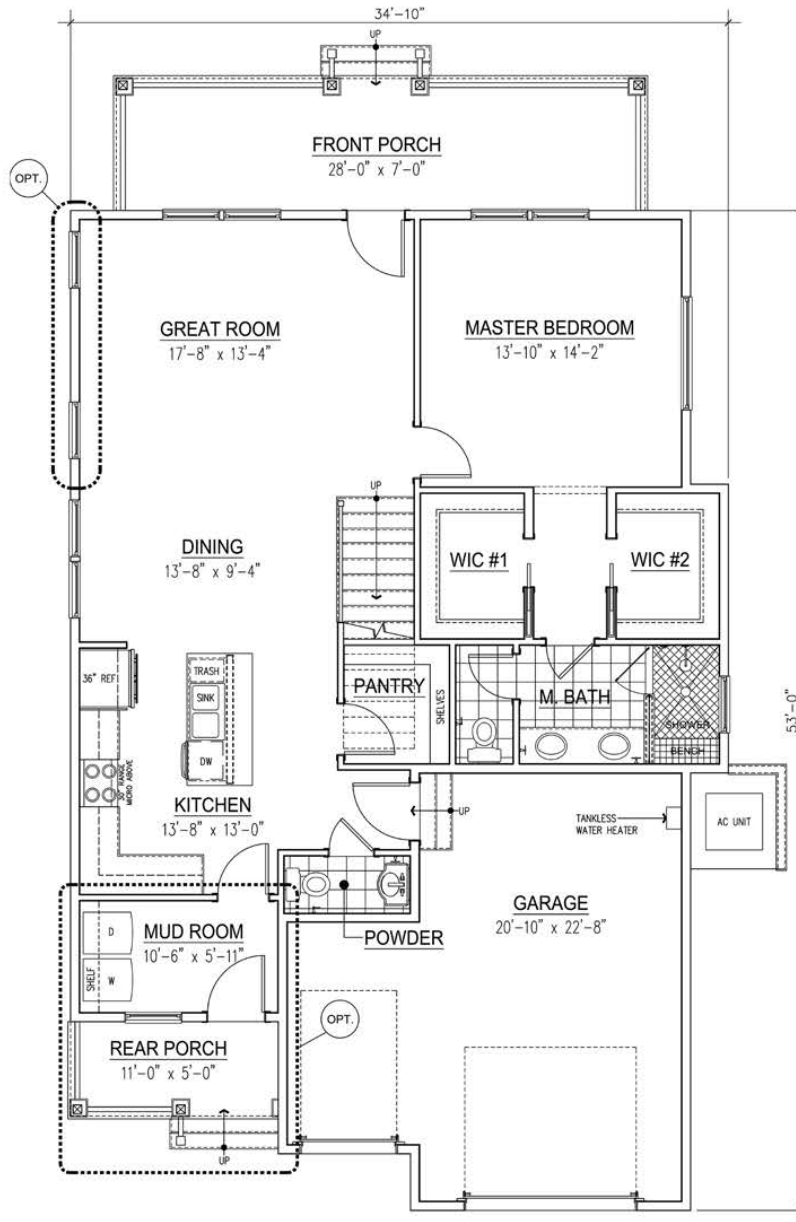 34'-10"
UP
FRONT PORCH
28'-0" x 7'-0"
OPT.
GREAT ROOM
17'-8" x 13'-4"
MASTER BEDROOM
13'-10" x 14'-2"
UP
DINING
13'-8" x 9'-4"
WIC #1
WIC #2
36" REF
TRASH
SINK
DW
PANTRY
SHELVES
M. BATH
SHOWER
BENCH
53'-0"
30" RANGE
MICRO ABOVE
KITCHEN
13'-8" x 13'-0"
UP
TANKLESS
WATER HEATER
AC UNIT
GARAGE
20'-10" x 22'-8"
POWDER
D
MUD ROOM
10'-6" x 5'-11"
SHELF
W
OPT.
REAR PORCH
11'-0" x 5'-0"
UP